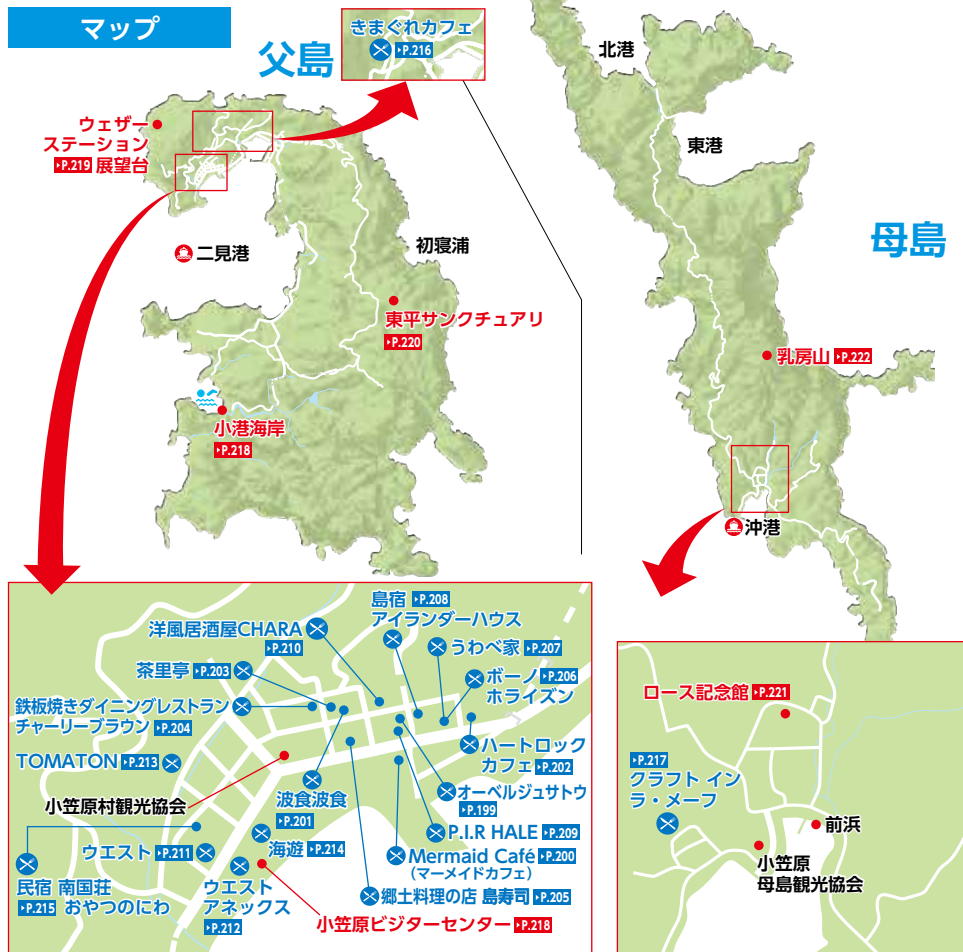 マップ
父島
きまぐれカフェ
▶P.216
ウェザー
ステーション
▶P.219 展望台
二見港
初寝浦
東平サンクチュアリ
▶P.220
小港海岸
▶P.218
北港
東港
母島
乳房山 ▶P.222
沖港
島宿 ▶P.208
アイランダーハウス
洋風居酒屋CHARA
▶P.210
うわべ家 ▶P.207
茶里亭 ▶P.203
ボーノ ▶P.206
ホライズン
鉄板焼きダイニングレストラン
チャーリーブラウン ▶P.204
ハートロック
カフェ ▶P.202
TOMATON ▶P.213
波食波食
▶P.201
オーベルジュサトウ
▶P.199
小笠原村観光協会
P.I.R HALE ▶P.209
海遊 ▶P.214
ウエスト ▶P.211
Mermaid Café ▶P.200
(マーメイドカフェ)
民宿 南国荘
▶P.215 おやつのにわ
ウエスト
アネックス
▶P.212
郷土料理の店 島寿司 ▶P.205
小笠原ビジターセンター ▶P.218
ロース記念館 ▶P.221
▶P.217
クラフト イン
ラ・メーフ
前浜
小笠原
母島観光協会